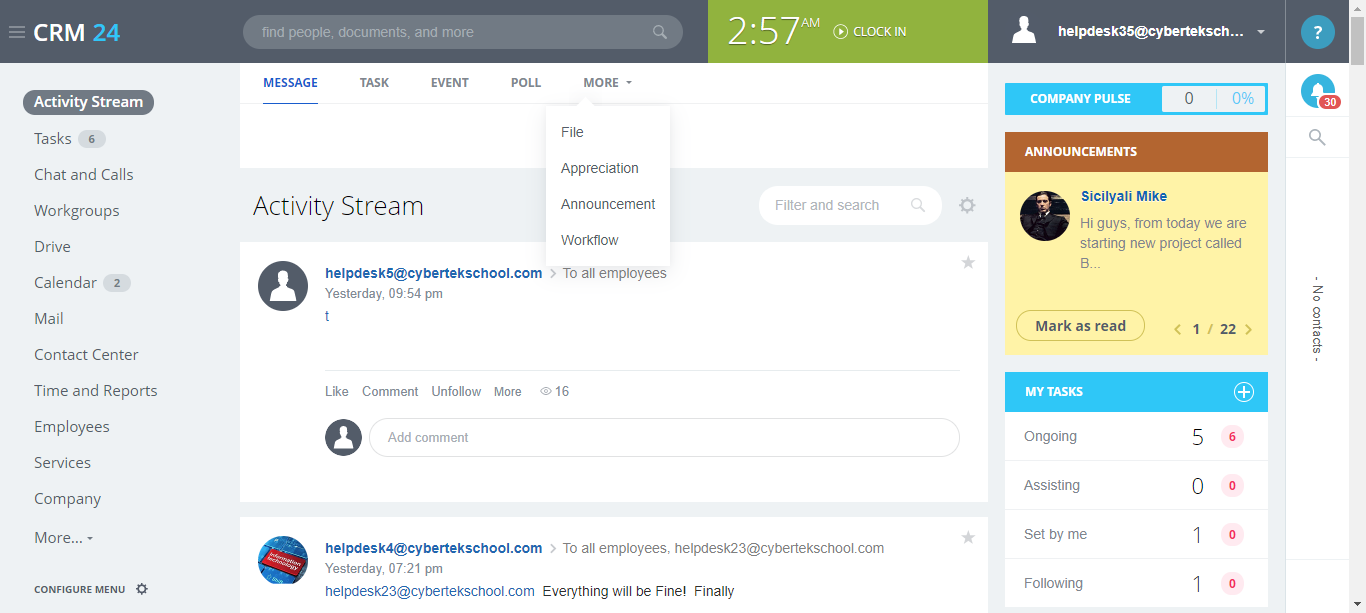 CRM 24
find people, documents, and more
2:57 AM
CLOCK IN
helpdesk35@cyberteksch...
?
Activity Stream
Tasks 6
Chat and Calls
Workgroups
Drive
Calendar 2
Mail
Contact Center
Time and Reports
Employees
Services
Company
More...
CONFIGURE MENU
MESSAGE TASK EVENT POLL MORE
File
Appreciation
Announcement
Workflow
Activity Stream
Filter and search
helpdesk5@cybertekschool.com > To all employees
Yesterday, 09:54 pm
t
Like Comment Unfollow More 16
Add comment
helpdesk4@cybertekschool.com > To all employees, helpdesk23@cybertekschool.com
Yesterday, 07:21 pm
helpdesk23@cybertekschool.com Everything will be Fine! Finally
Information technology
COMPANY PULSE 0 0%
ANNOUNCEMENTS
Sicilyali Mike
Hi guys, from today we are
starting new project called
B...
Mark as read
1 / 22
MY TASKS
Ongoing 5 6
Assisting 0 0
Set by me 1 0
Following 1 0
30
- No contacts -